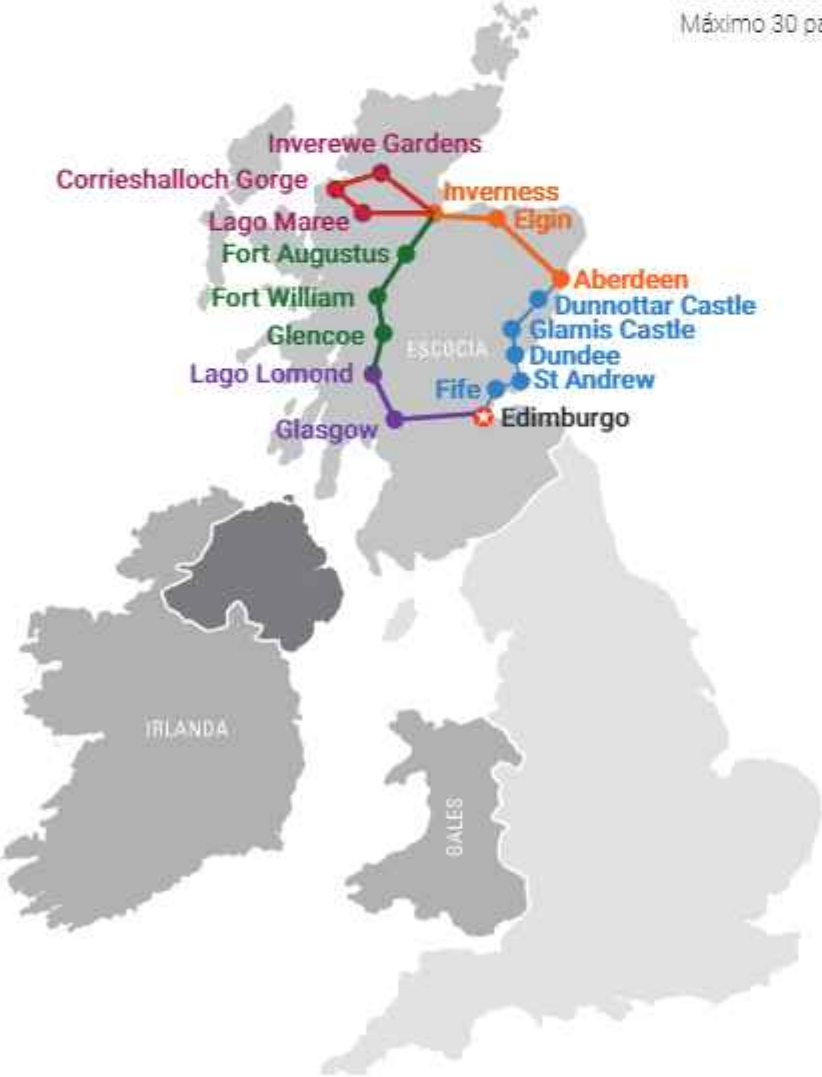 Máximo 30 pa
Inverewe Gardens
Corrieshalloch Gorge
Inverness
Lago Maree
Elgin
Fort Augustus
Aberdeen
Fort William
Dunnottar Castle
Glencoe
Glamis Castle
ESCOCIA
Dundee
Lago Lomond
St Andrew
Fife
Edimburgo
Glasgow
IRLANDA
GALES